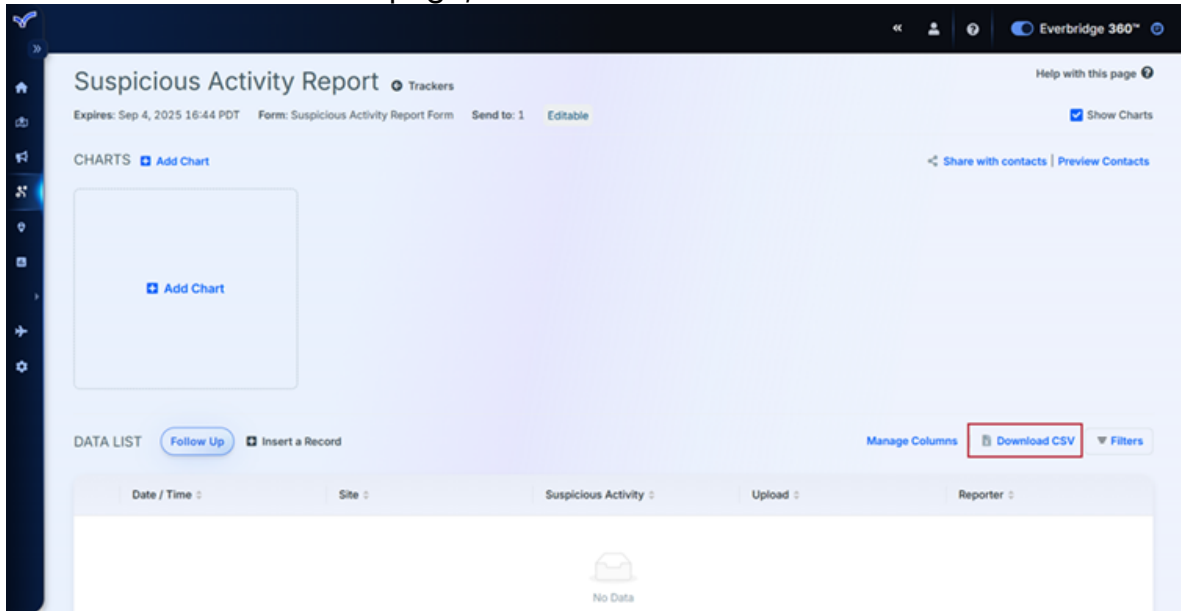 « Everbridge 360™
»
Suspicious Activity Report Trackers
Help with this page
Expires: Sep 4, 2025 16:44 PDT Form: Suspicious Activity Report Form Send to: 1 Editable
Show Charts
CHARTS Add Chart
Share with contacts | Preview Contacts
Add Chart
DATA LIST Follow Up Insert a Record
Manage Columns Download CSV Filters
Date / Time Site Suspicious Activity Upload Reporter
No Data